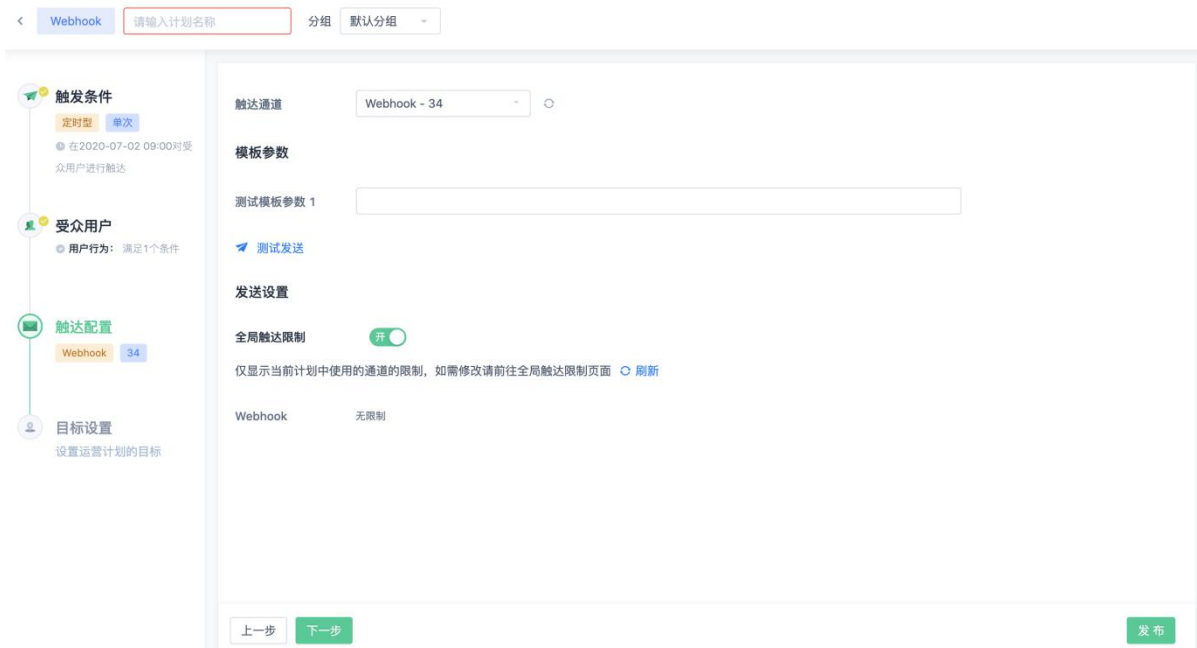 Webhook 请输入计划名称 分组 默认分组
触发条件
定时型 单次
在2020-07-02 09:00对受
众用户进行触达
受众用户
用户行为： 满足1个条件
触达配置
Webhook 34
目标设置
设置运营计划的目标
触达通道 Webhook - 34
模板参数
测试模板参数 1
测试发送
发送设置
全局触达限制 开
仅显示当前计划中使用的通道的限制，如需修改请前往全局触达限制页面 刷新
Webhook 无限制
上一步 下一步 发布